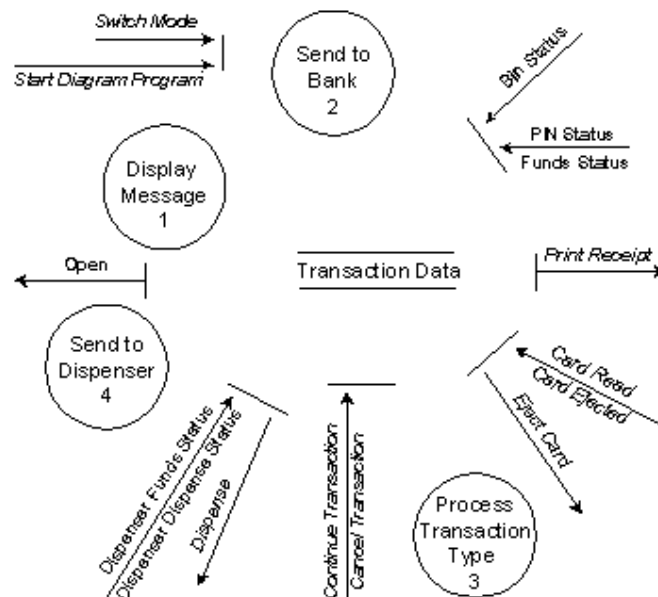 Switch Mode
Start Diagram Program
Send to
Bank
2
Bin Status
PIN Status
Funds Status
Display
Message
1
Open
Transaction Data
Print Receipt
Send to
Dispenser
4
Card Read
Card Ejected
Eject Card
Dispenser Funds Status
Dispenser Dispense Status
Dispense
Continue Transaction
Cancel Transaction
Process
Transaction
Type
3